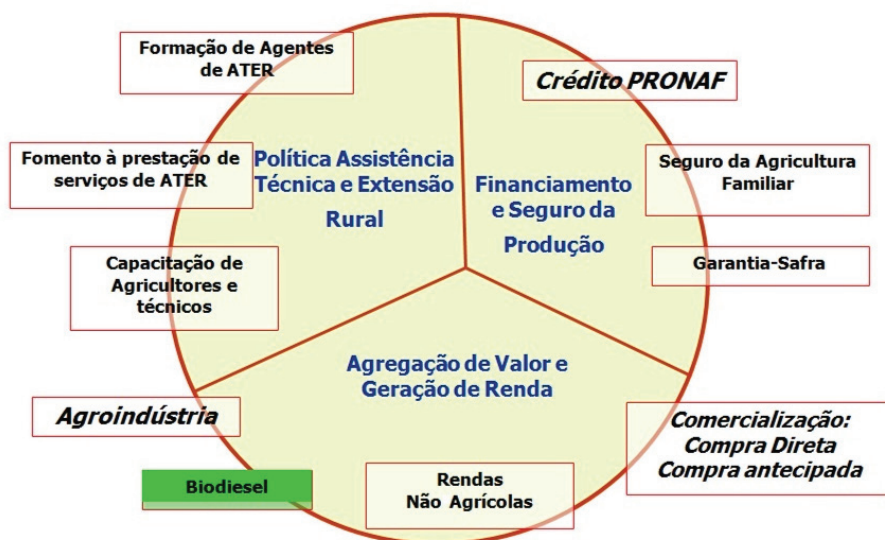 Formação de Agentes
de ATER
Crédito PRONAF
Fomento à prestação de
serviços de ATER
Política Assistência
Técnica e Extensão
Rural
Financiamento
e Seguro da
Produção
Seguro da Agricultura
Familiar
Capacitação de
Agricultores e
técnicos
Garantia-Safra
Agregação de Valor e
Geração de Renda
Agroindústria
Comercialização:
Compra Direta
Compra antecipada
Biodiesel
Rendas
Não Agrícolas